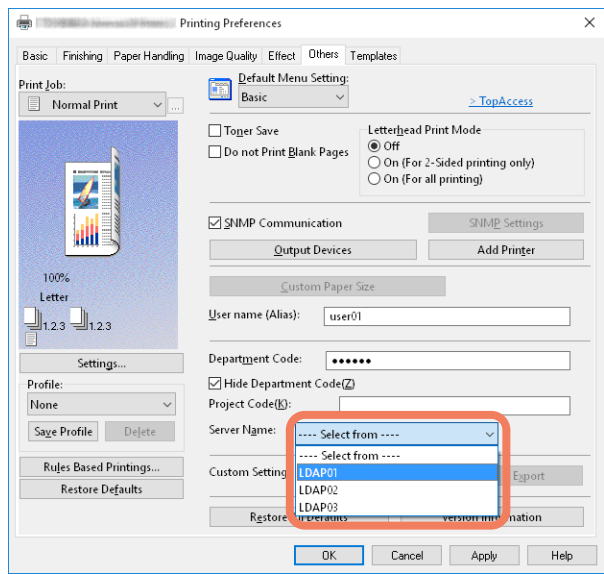 Printing Preferences
Basic Finishing Paper Handling Image Quality Effect Others Templates
Print Job:
Normal Print
...
100%
Letter
1.2.3 1.2.3
Settings...
Profile:
None
Save Profile Delete
Rules Based Printings...
Restore Defaults
Default Menu Setting:
Basic
> TopAccess
Toner Save
Do not Print Blank Pages
Letterhead Print Mode
Off
On (For 2-Sided printing only)
On (For all printing)
SNMP Communication
SNMP Settings
Output Devices
Add Printer
Custom Paper Size
User name (Alias): user01
Department Code: ●●●●●●
Hide Department Code(Z)
Project Code(K):
Server Name: ---- Select from ----
---- Select from ----
LDAP01
LDAP02
LDAP03
Custom Setting
Export
OK Cancel Apply Help